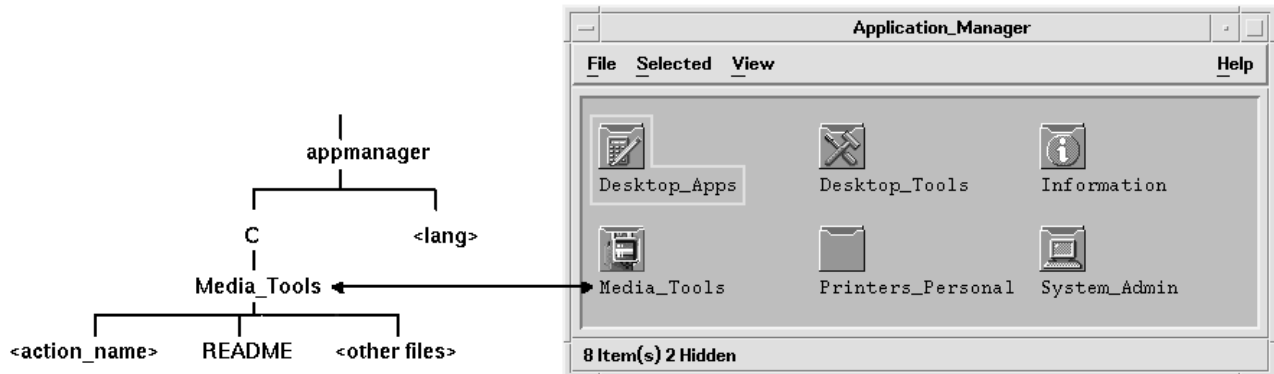 appmanager
C
<lang>
Media_Tools
<action_name>
README
<other files>
Application_Manager
File Selected View Help
Desktop_Apps
Desktop_Tools
Information
Media_Tools
Printers_Personal
System_Admin
8 Item(s) 2 Hidden